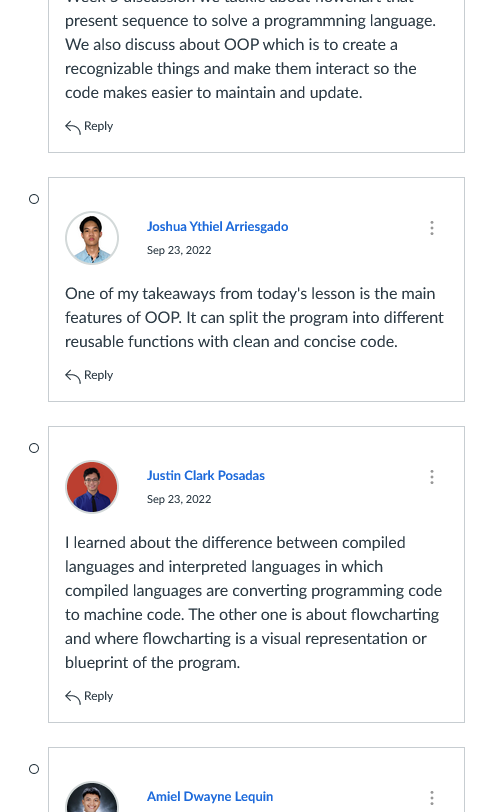 present sequence to solve a programmning language.
We also discuss about OOP which is to create a
recognizable things and make them interact so the
code makes easier to maintain and update.
Reply
Joshua Ythiel Arriesgado
Sep 23, 2022
One of my takeaways from today's lesson is the main
features of OOP. It can split the program into different
reusable functions with clean and concise code.
Reply
Justin Clark Posadas
Sep 23, 2022
I learned about the difference between compiled
languages and interpreted languages in which
compiled languages are converting programming code
to machine code. The other one is about flowcharting
and where flowcharting is a visual representation or
blueprint of the program.
Reply
Amiel Dwayne Lequin